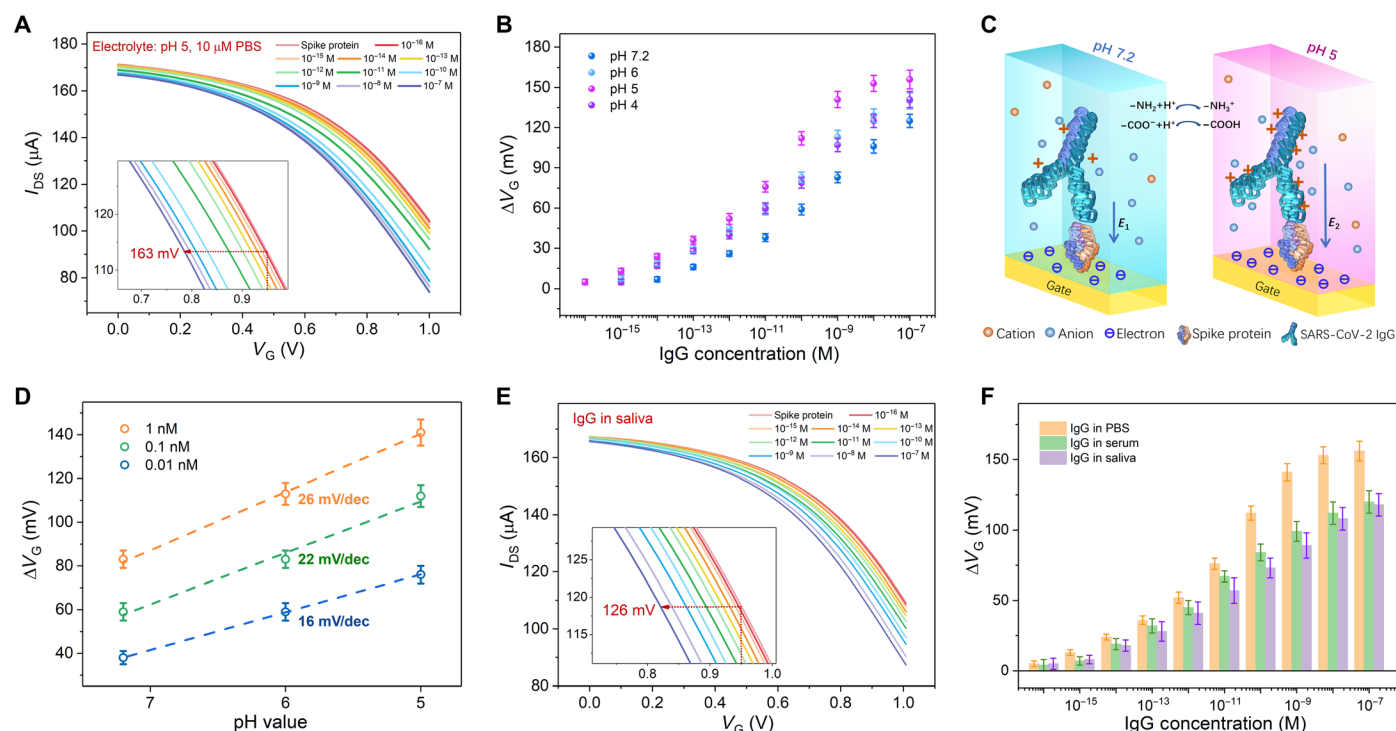 A
Electrolyte: pH 5, 10 μM PBS
Spike protein 10⁻¹⁶ M
10⁻¹⁵ M 10⁻¹⁴ M 10⁻¹³ M
10⁻¹² M 10⁻¹¹ M 10⁻¹⁰ M
10⁻⁹ M 10⁻⁸ M 10⁻⁷ M
180
160
140
120
100
80
60
I_DS (μA)
120
110
163 mV
0.7 0.8 0.9
0.0 0.2 0.4 0.6 0.8 1.0
V_G (V)
B
pH 7.2
pH 6
pH 5
pH 4
180
150
120
90
60
30
0
ΔV_G (mV)
10⁻¹⁵ 10⁻¹³ 10⁻¹¹ 10⁻⁹ 10⁻⁷
IgG concentration (M)
C
pH 7.2
pH 5
–NH₂+H⁺ –NH₃⁺
–COO⁻+H⁺ –COOH
E₁
E₂
Gate
Gate
Cation Anion Electron Spike protein SARS-CoV-2 IgG
D
1 nM
0.1 nM
0.01 nM
140
120
100
80
60
40
ΔV_G (mV)
26 mV/dec
22 mV/dec
16 mV/dec
7 6 5
pH value
E
IgG in saliva
Spike protein 10⁻¹⁶ M
10⁻¹⁵ M 10⁻¹⁴ M 10⁻¹³ M
10⁻¹² M 10⁻¹¹ M 10⁻¹⁰ M
10⁻⁹ M 10⁻⁸ M 10⁻⁷ M
160
140
120
100
80
I_DS (μA)
125
120
115
126 mV
0.8 0.9 1.0
0.0 0.2 0.4 0.6 0.8 1.0
V_G (V)
F
IgG in PBS
IgG in serum
IgG in saliva
150
100
50
0
ΔV_G (mV)
10⁻¹⁵ 10⁻¹³ 10⁻¹¹ 10⁻⁹ 10⁻⁷
IgG concentration (M)